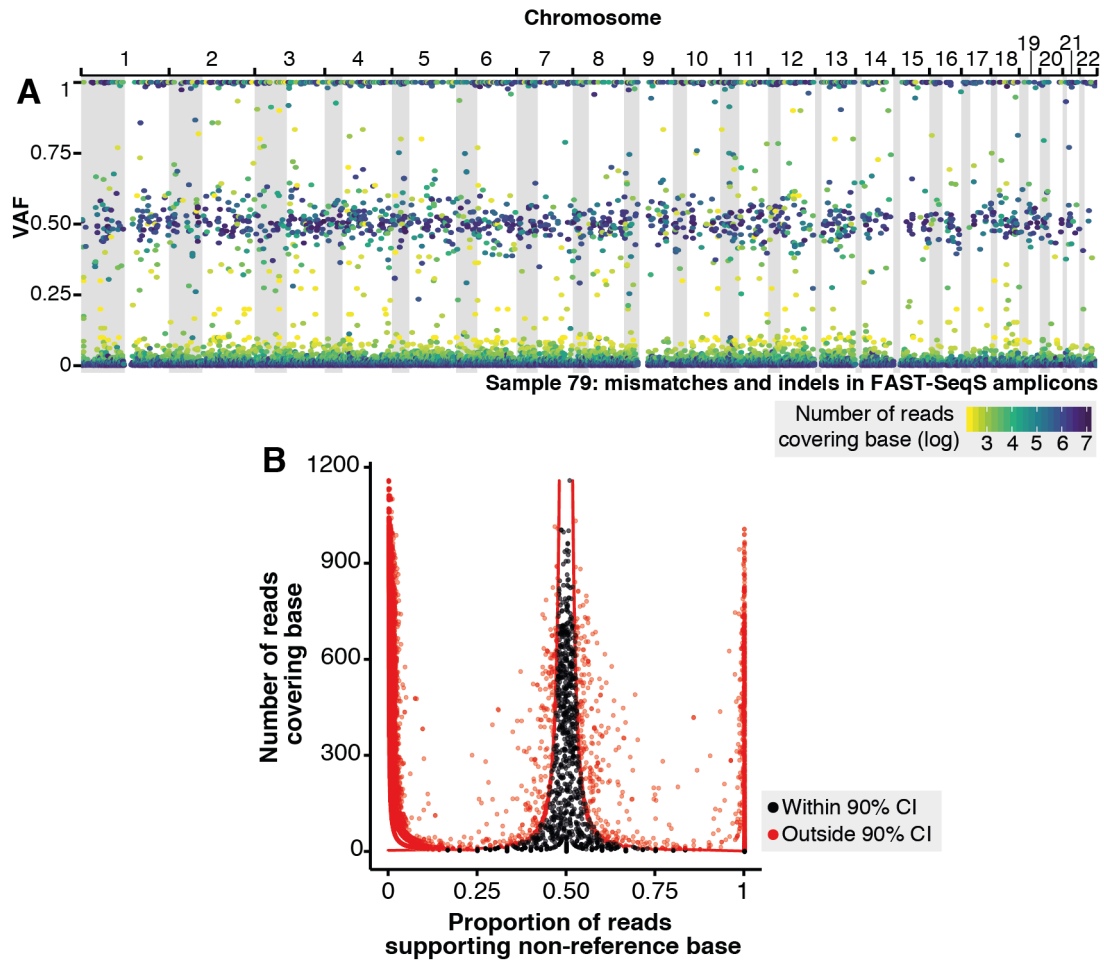 Chromosome
1 2 3 4 5 6 7 8 9 10 11 12 13 14 15 16 17 18 19 20 21 22
A
VAF
1
0.75
0.50
0.25
0
Sample 79: mismatches and indels in FAST-SeqS amplicons
Number of reads
covering base (log)
3 4 5 6 7
B
Number of reads
covering base
1200
900
600
300
0
Within 90% CI
Outside 90% CI
0 0.25 0.50 0.75 1
Proportion of reads
supporting non-reference base